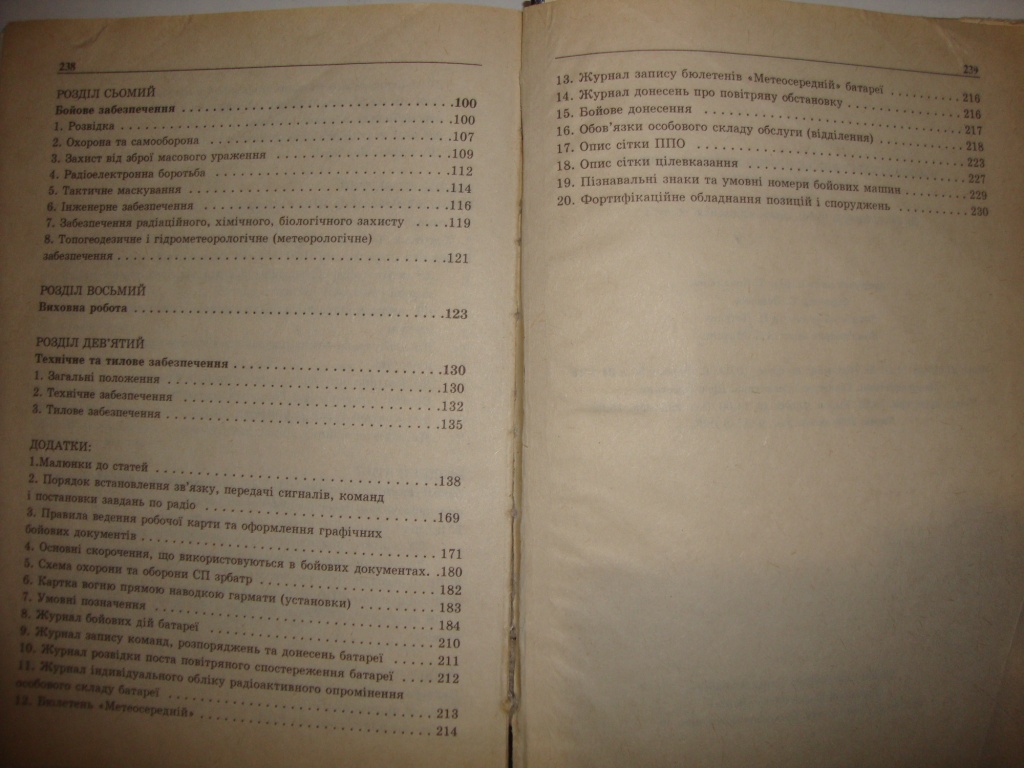 238
РОЗДІЛ СЬОМИЙ
Бойове забезпечення . . . . . . . . . . . . . . . . . . . . . . . . . . . . . . .100
1. Розвідка . . . . . . . . . . . . . . . . . . . . . . . . . . . . . . . . . . . . . .100
2. Охорона та самооборона . . . . . . . . . . . . . . . . . . . . . . . . . . . .107
3. Захист від зброї масового ураження . . . . . . . . . . . . . . . . . . . . .109
4. Радіоелектронна боротьба . . . . . . . . . . . . . . . . . . . . . . . . . . .112
5. Тактичне маскування . . . . . . . . . . . . . . . . . . . . . . . . . . . . . .114
6. Інженерне забезпечення . . . . . . . . . . . . . . . . . . . . . . . . . . . .116
7. Забезпечення радіаційного, хімічного, біологічного захисту . . . .119
8. Топогеодезичне і гідрометеорологічне (метеорологічне)
забезпечення . . . . . . . . . . . . . . . . . . . . . . . . . . . . . . . . . . . .121
РОЗДІЛ ВОСЬМИЙ
Виховна робота . . . . . . . . . . . . . . . . . . . . . . . . . . . . . . . . . . .123
РОЗДІЛ ДЕВ'ЯТИЙ
Технічне та тилове забезпечення . . . . . . . . . . . . . . . . . . . . . . . .130
1. Загальні положення . . . . . . . . . . . . . . . . . . . . . . . . . . . . . . .130
2. Технічне забезпечення . . . . . . . . . . . . . . . . . . . . . . . . . . . . .132
3. Тилове забезпечення . . . . . . . . . . . . . . . . . . . . . . . . . . . . . .135
ДОДАТКИ:
1.Малюнки до статей . . . . . . . . . . . . . . . . . . . . . . . . . . . . . . . .138
2. Порядок встановлення зв'язку, передачі сигналів, команд
і постановки завдань по радіо . . . . . . . . . . . . . . . . . . . . . . . . . .169
3. Правила ведення робочої карти та оформлення графічних
бойових документів . . . . . . . . . . . . . . . . . . . . . . . . . . . . . . . . 171
4. Основні скорочення, що використовуються в бойових документах. .180
5. Схема охорони та оборони СП зрбатр . . . . . . . . . . . . . . . . . . . . 182
6. Картка вогню прямою наводкою гармати (установки) . . . . . . . . . 183
7. Умовні позначення . . . . . . . . . . . . . . . . . . . . . . . . . . . . . . . 184
8. Журнал бойових дій батареї . . . . . . . . . . . . . . . . . . . . . . . . . 210
9. Журнал запису команд, розпоряджень та донесень батареї . . . . . 211
10. Журнал розвідки поста повітряного спостереження батареї . . . . 212
11. Журнал індивідуального обліку радіоактивного опромінення
особового складу батареї . . . . . . . . . . . . . . . . . . . . . . . . . . . . . 213
12. Бюлетень «Метеосередній» . . . . . . . . . . . . . . . . . . . . . . . . . . 214
239
13. Журнал запису бюлетенів «Метеосередній» батареї . . . . . . . . . . 216
14. Журнал донесень про повітряну обстановку . . . . . . . . . . . . . . . 216
15. Бойове донесення . . . . . . . . . . . . . . . . . . . . . . . . . . . . . . . 217
16. Обов'язки особового складу обслуги (відділення) . . . . . . . . . . . 218
17. Опис сітки ППО . . . . . . . . . . . . . . . . . . . . . . . . . . . . . . . . 223
18. Опис сітки цілевказання . . . . . . . . . . . . . . . . . . . . . . . . . . . 227
19. Пізнавальні знаки та умовні номери бойових машин . . . . . . . . . 229
20. Фортифікаційне обладнання позицій і споруджень . . . . . . . . . . 230